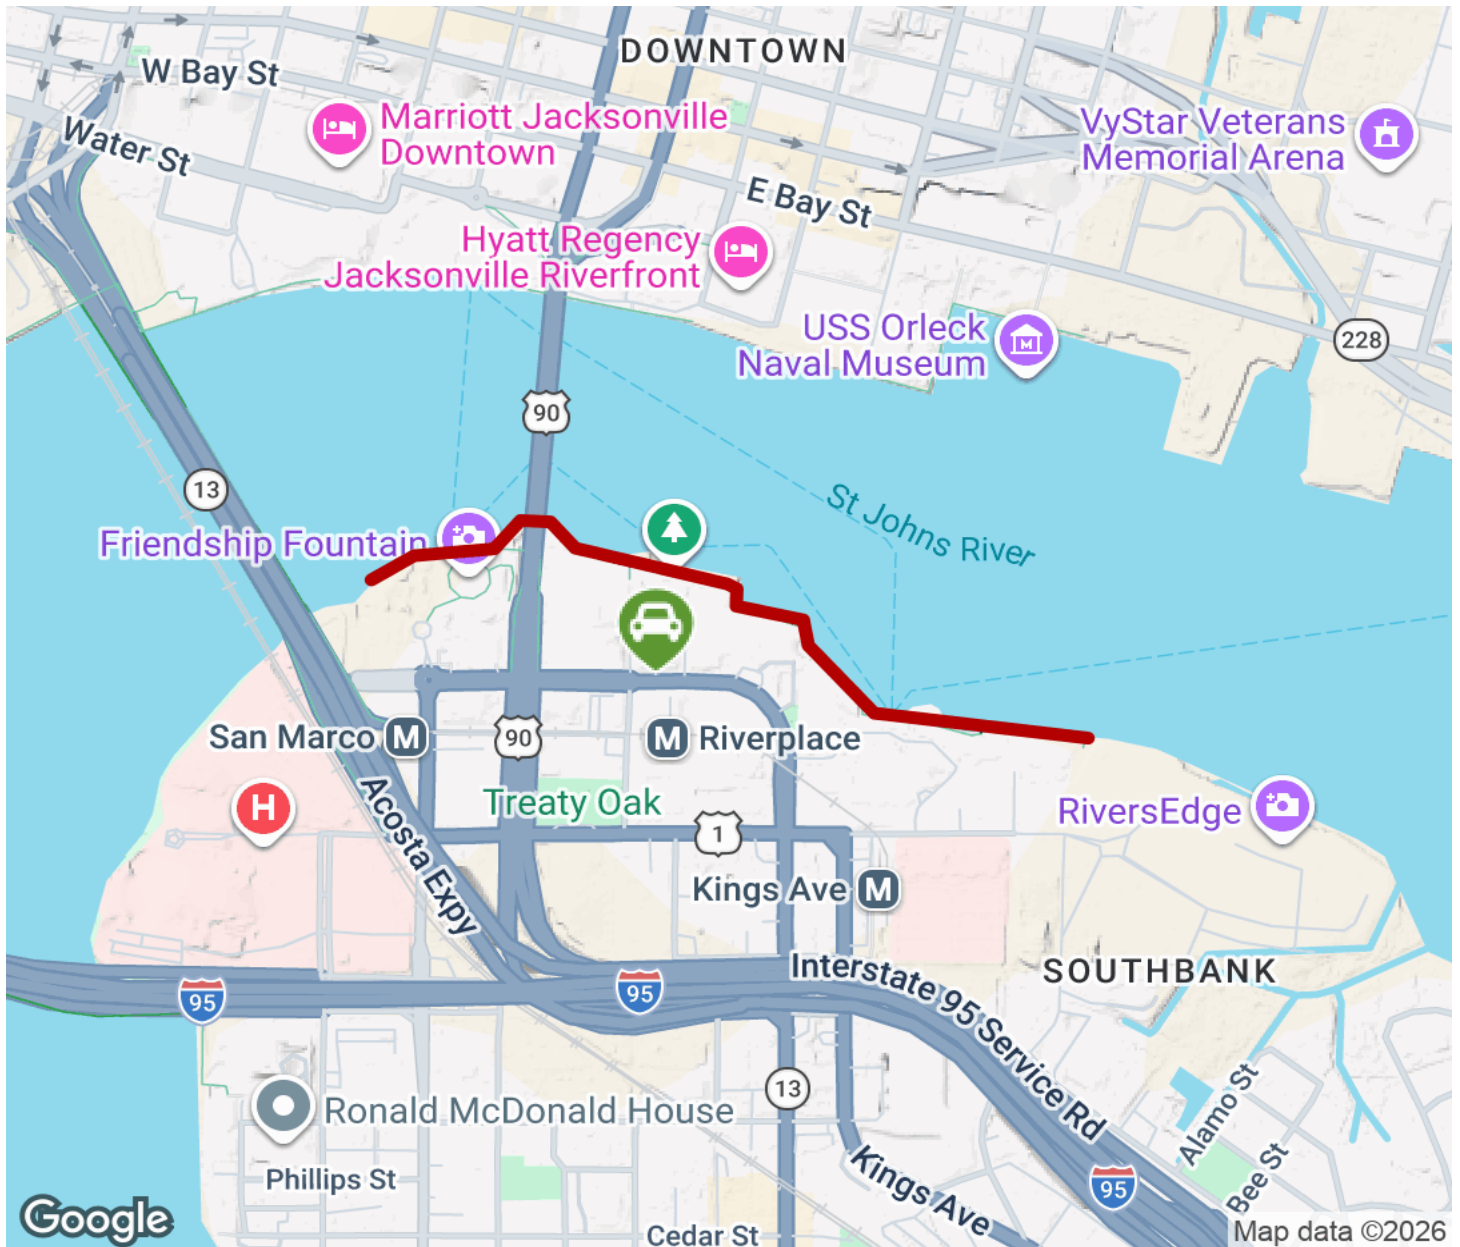 DOWNTOWN
W Bay St
Water St
Marriott Jacksonville
Downtown
VyStar Veterans
Memorial Arena
E Bay St
Hyatt Regency
Jacksonville Riverfront
USS Orleck
Naval Museum
M
228
90
13
St Johns River
Friendship Fountain
San Marco M
90
M Riverplace
Treaty Oak
H
Acosta Expy
1
RiversEdge
Kings Ave M
SOUTHBANK
Interstate 95 Service Rd
95
95
13
Ronald McDonald House
Alamo St
Phillips St
Kings Ave
95
Bee St
Cedar St
Google
Map data ©2026